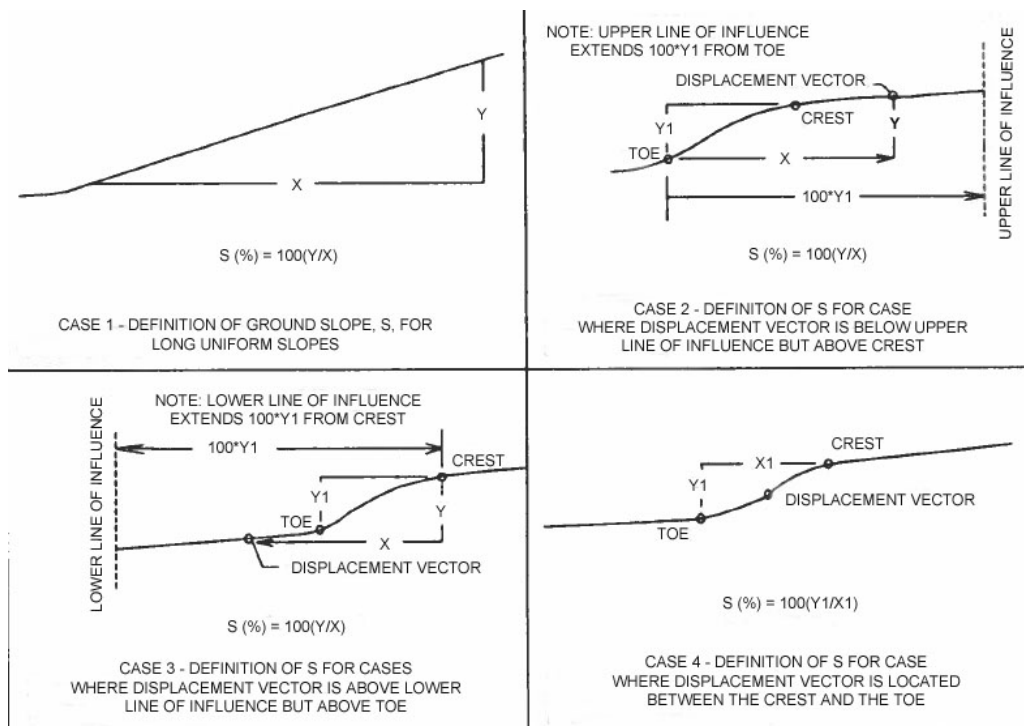 Y
X
S (%) = 100(Y/X)
CASE 1 - DEFINITION OF GROUND SLOPE, S, FOR
LONG UNIFORM SLOPES
NOTE: UPPER LINE OF INFLUENCE
EXTENDS 100*Y1 FROM TOE
DISPLACEMENT VECTOR
CREST
Y1
Y
TOE
X
100*Y1
UPPER LINE OF INFLUENCE
S (%) = 100(Y/X)
CASE 2 - DEFINITON OF S FOR CASE
WHERE DISPLACEMENT VECTOR IS BELOW UPPER
LINE OF INFLUENCE BUT ABOVE CREST
NOTE: LOWER LINE OF INFLUENCE
EXTENDS 100*Y1 FROM CREST
100*Y1
LOWER LINE OF INFLUENCE
CREST
Y1
Y
TOE
X
DISPLACEMENT VECTOR
S (%) = 100(Y/X)
CASE 3 - DEFINITION OF S FOR CASES
WHERE DISPLACEMENT VECTOR IS ABOVE LOWER
LINE OF INFLUENCE BUT ABOVE TOE
CREST
X1
Y1
DISPLACEMENT VECTOR
TOE
S (%) = 100(Y1/X1)
CASE 4 - DEFINITION OF S FOR CASE
WHERE DISPLACEMENT VECTOR IS LOCATED
BETWEEN THE CREST AND THE TOE